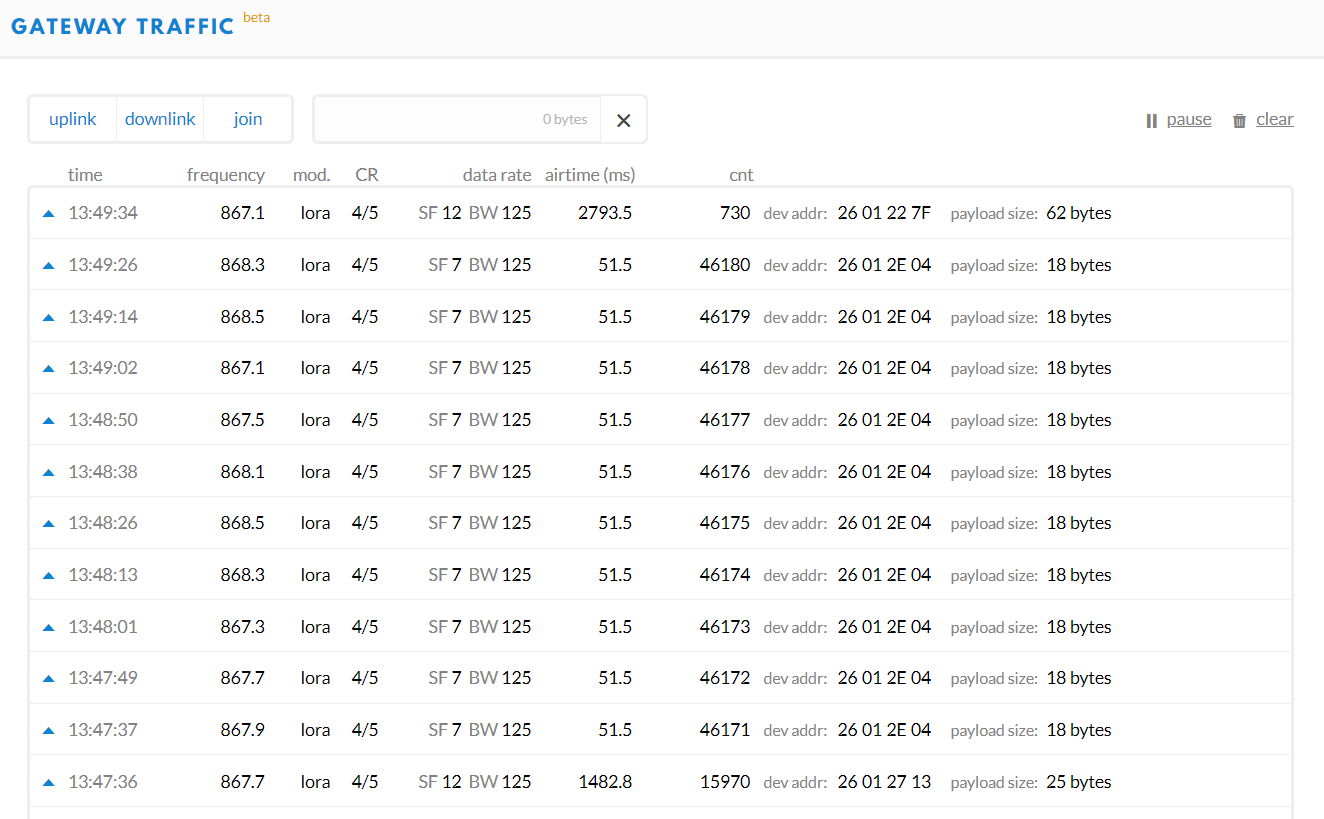 GATEWAY TRAFFIC beta
uplink downlink join 0 bytes pause clear
time frequency mod. CR data rate airtime (ms) cnt
13:49:34 867.1 lora 4/5 SF 12 BW 125 2793.5 730 dev addr: 26 01 22 7F payload size: 62 bytes
13:49:26 868.3 lora 4/5 SF 7 BW 125 51.5 46180 dev addr: 26 01 2E 04 payload size: 18 bytes
13:49:14 868.5 lora 4/5 SF 7 BW 125 51.5 46179 dev addr: 26 01 2E 04 payload size: 18 bytes
13:49:02 867.1 lora 4/5 SF 7 BW 125 51.5 46178 dev addr: 26 01 2E 04 payload size: 18 bytes
13:48:50 867.5 lora 4/5 SF 7 BW 125 51.5 46177 dev addr: 26 01 2E 04 payload size: 18 bytes
13:48:38 868.1 lora 4/5 SF 7 BW 125 51.5 46176 dev addr: 26 01 2E 04 payload size: 18 bytes
13:48:26 868.5 lora 4/5 SF 7 BW 125 51.5 46175 dev addr: 26 01 2E 04 payload size: 18 bytes
13:48:13 868.3 lora 4/5 SF 7 BW 125 51.5 46174 dev addr: 26 01 2E 04 payload size: 18 bytes
13:48:01 867.3 lora 4/5 SF 7 BW 125 51.5 46173 dev addr: 26 01 2E 04 payload size: 18 bytes
13:47:49 867.7 lora 4/5 SF 7 BW 125 51.5 46172 dev addr: 26 01 2E 04 payload size: 18 bytes
13:47:37 867.9 lora 4/5 SF 7 BW 125 51.5 46171 dev addr: 26 01 2E 04 payload size: 18 bytes
13:47:36 867.7 lora 4/5 SF 12 BW 125 1482.8 15970 dev addr: 26 01 27 13 payload size: 25 bytes